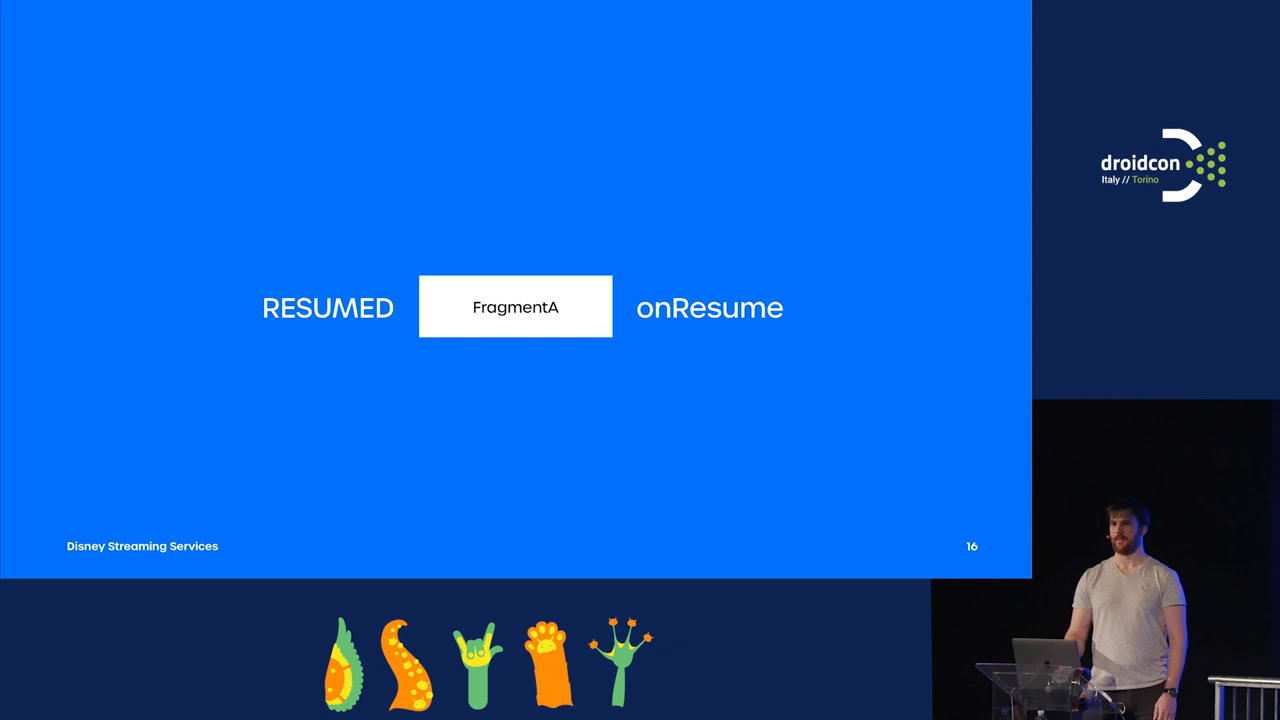 RESUMED
FragmentA
onResume
Disney Streaming Services
16
droidcon
Italy // Torino